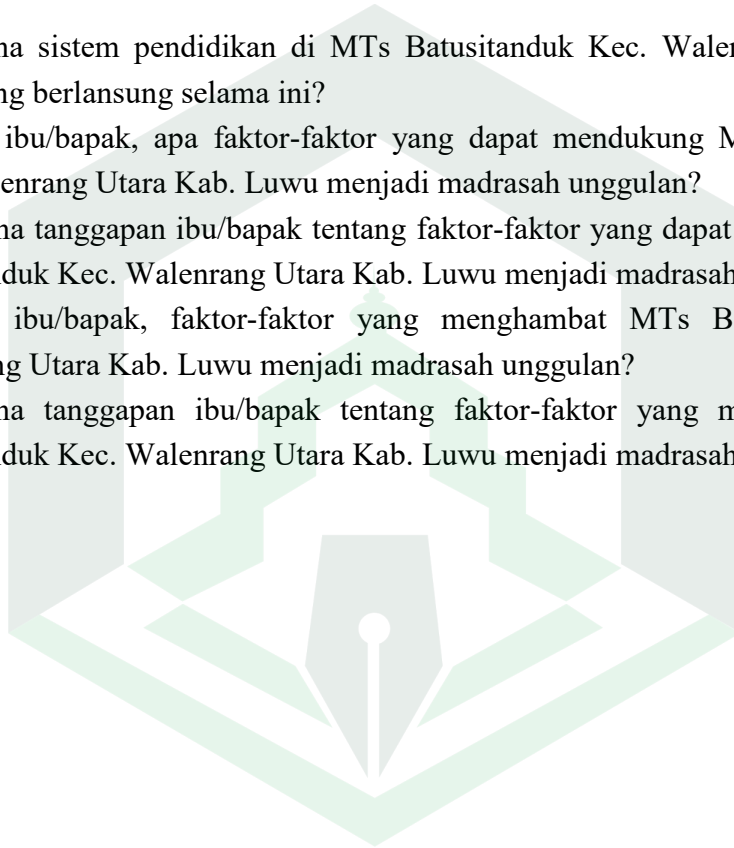 na sistem pendidikan di MTs Batusitanduk Kec. Walen
ng berlansung selama ini?
ibu/bapak, apa faktor-faktor yang dapat mendukung M
enrang Utara Kab. Luwu menjadi madrasah unggulan?
na tanggapan ibu/bapak tentang faktor-faktor yang dapat
nduk Kec. Walenrang Utara Kab. Luwu menjadi madrasah
ibu/bapak, faktor-faktor yang menghambat MTs B
ng Utara Kab. Luwu menjadi madrasah unggulan?
na tanggapan ibu/bapak tentang faktor-faktor yang m
nduk Kec. Walenrang Utara Kab. Luwu menjadi madrasah